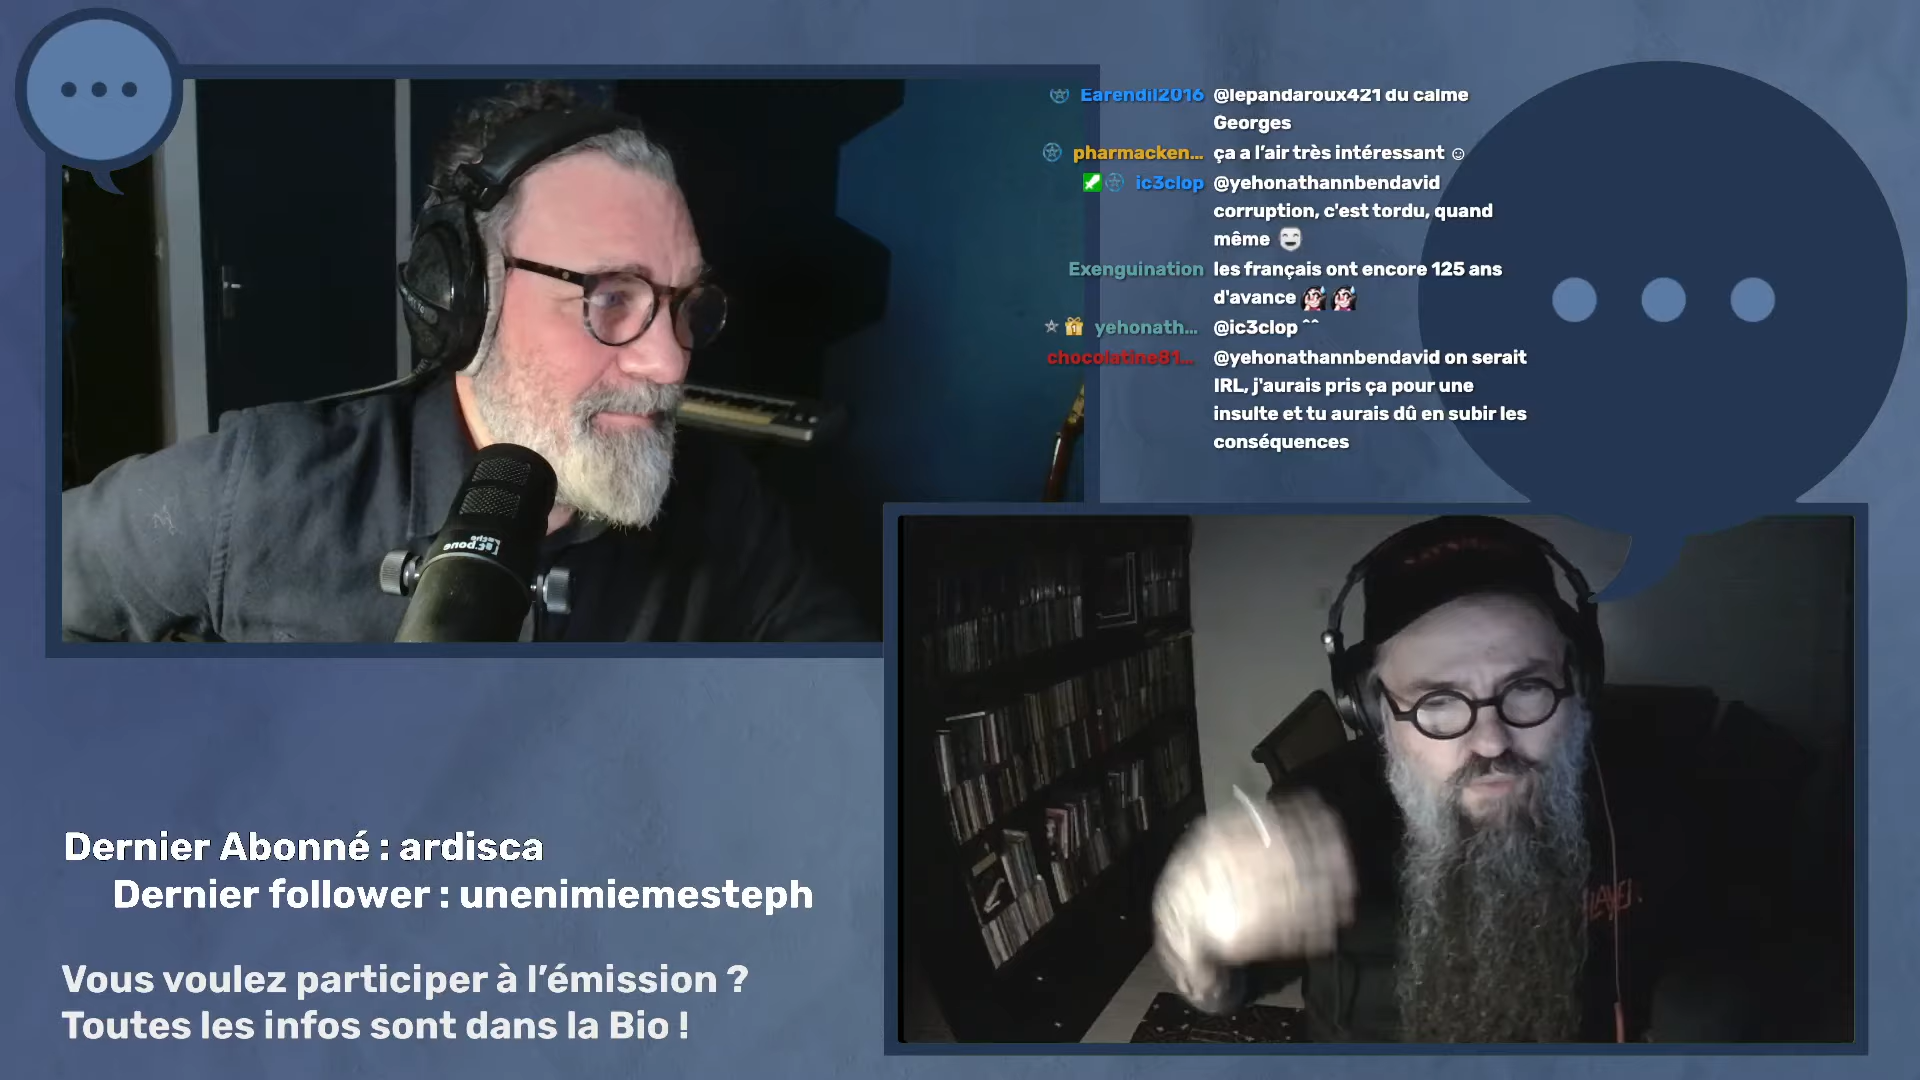 Earendil2016 @lepandaroux421 du calme
Georges
pharmacken... ça a l'air très intéressant
ic3clop @yehonathannbendavid
corruption, c'est tordu, quand
même
Exenguination les français ont encore 125 ans
d'avance
yehonath... @ic3clop ^^
chocolatine81... @yehonathannbendavid on serait
IRL, j'aurais pris ça pour une
insulte et tu aurais dû en subir les
conséquences
Dernier Abonné : ardisca
Dernier follower : unenimiemesteph
Vous voulez participer à l’émission ?
Toutes les infos sont dans la Bio !